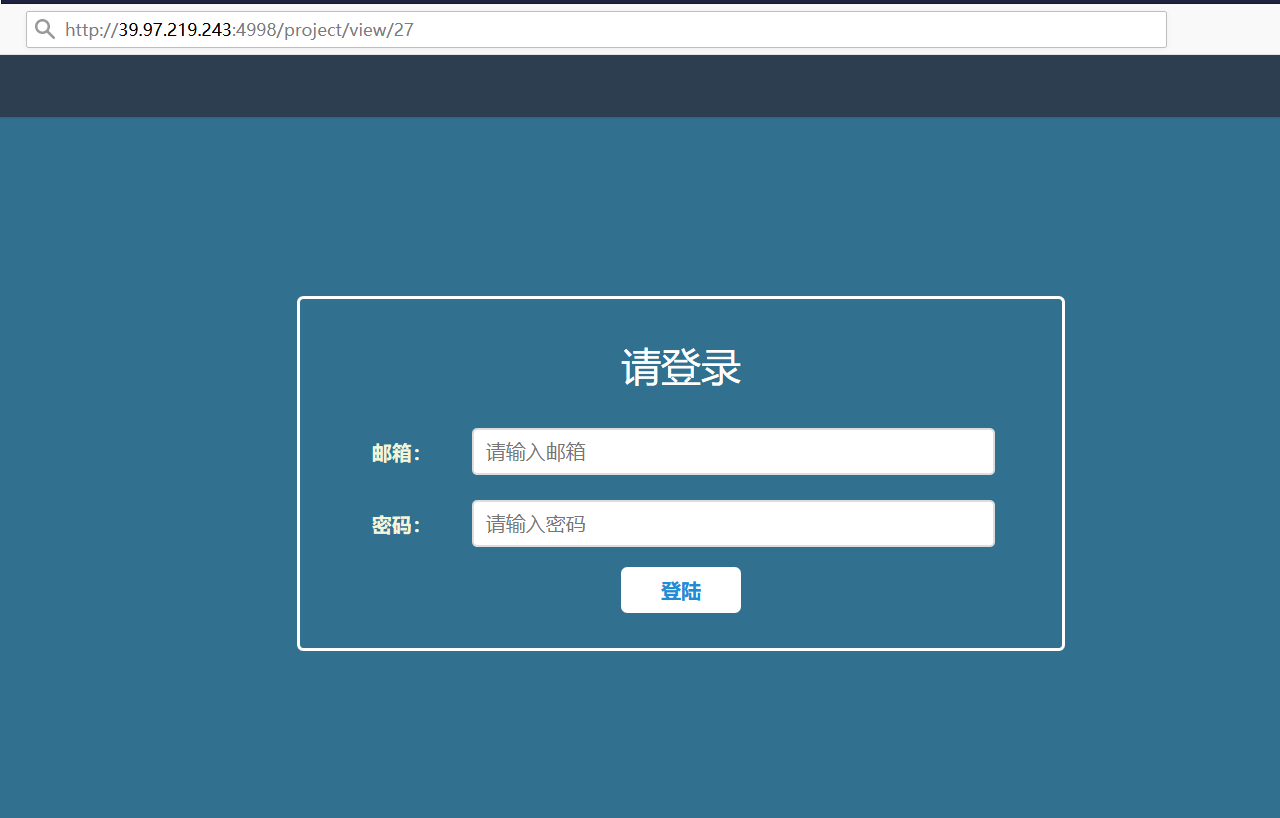 http://39.97.219.243:4998/project/view/27
请登录
邮箱：
请输入邮箱
密码：
请输入密码
登陆